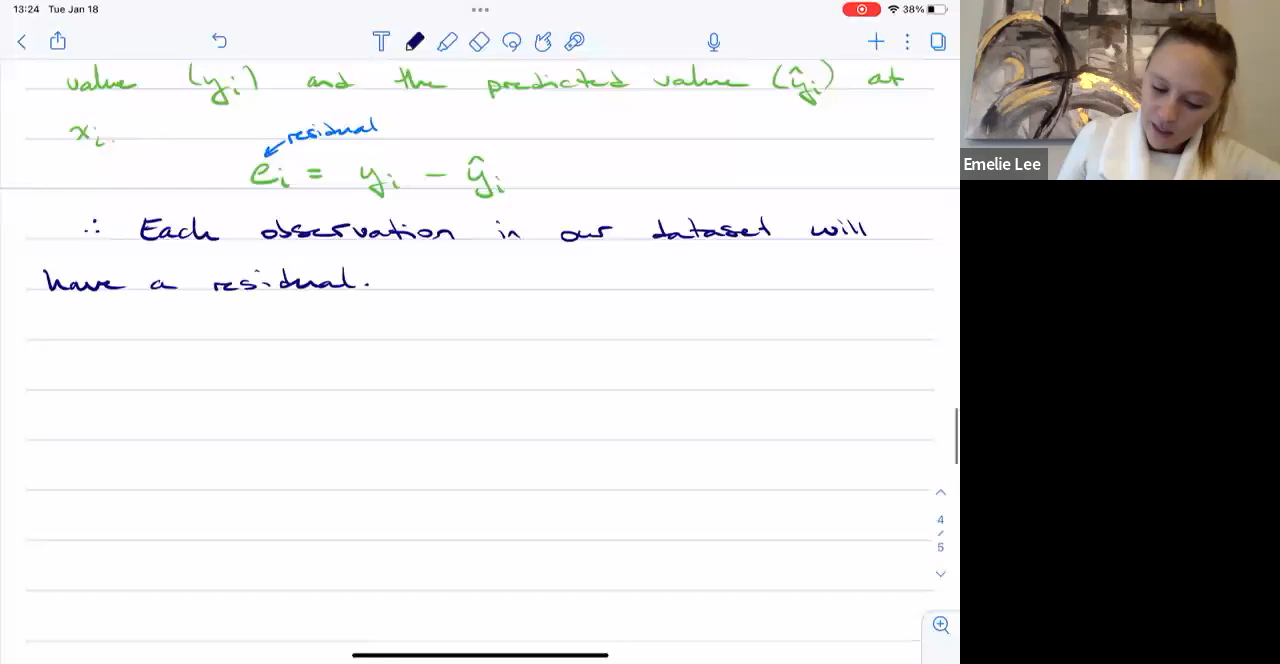 13:24 Tue Jan 18
38%
value (yᵢ) and the predicted value (ŷᵢ) at
xᵢ.
residual
eᵢ = yᵢ - ŷᵢ
∴ Each observation in our dataset will
have a residual.
Emelie Lee
4
5